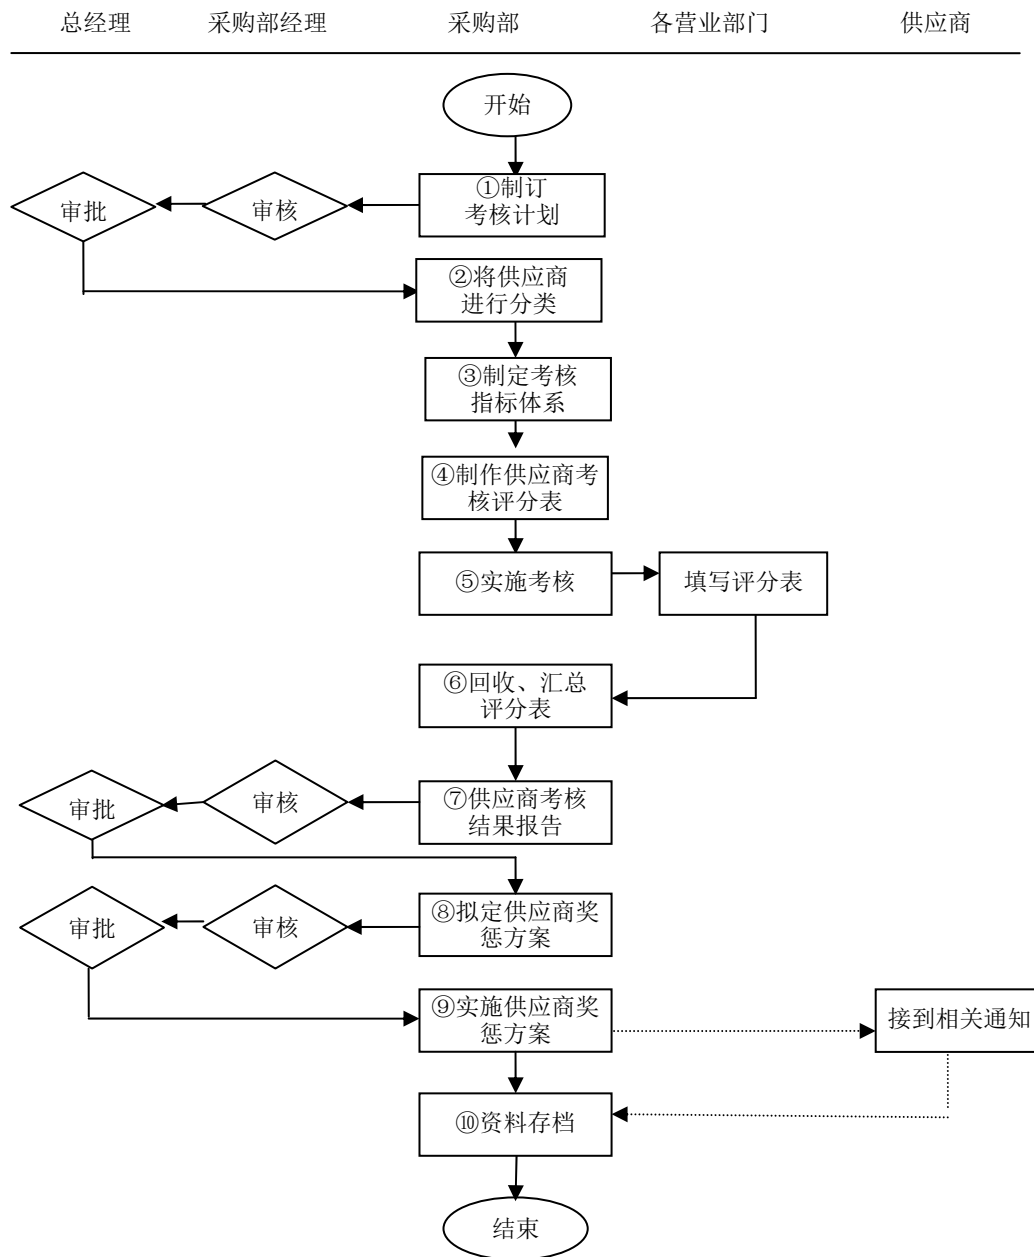 总经理 采购部经理 采购部 各营业部门 供应商
开始
①制订
考核计划
审核
审批
②将供应商
进行分类
③制定考核
指标体系
④制作供应商考
核评分表
⑤实施考核
填写评分表
⑥回收、汇总
评分表
⑦供应商考核
结果报告
审核
审批
⑧拟定供应商奖
惩方案
审核
审批
⑨实施供应商奖
惩方案
接到相关通知
⑩资料存档
结束